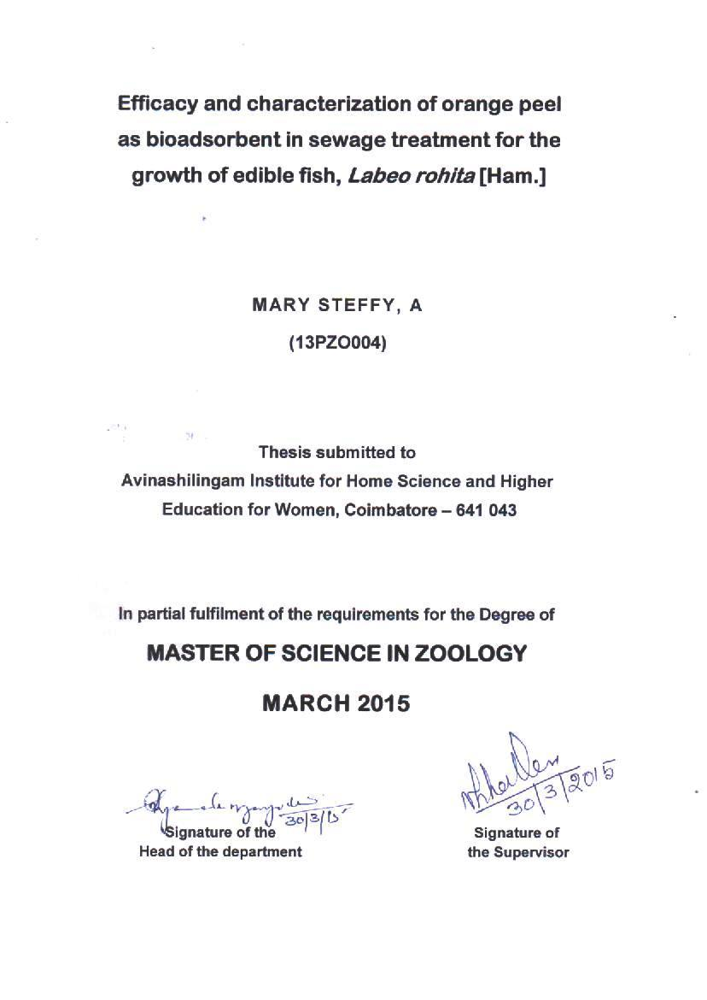 Efficacy and characterization of orange peel
as bioadsorbent in sewage treatment for the
growth of edible fish, Labeo rohita [Ham.]
MARY STEFFY, A
(13PZO004)
Thesis submitted to
Avinashilingam Institute for Home Science and Higher
Education for Women, Coimbatore – 641 043
In partial fulfilment of the requirements for the Degree of
MASTER OF SCIENCE IN ZOOLOGY
MARCH 2015
30/3/15
30/3/2015
Signature of the
Head of the department
Signature of
the Supervisor